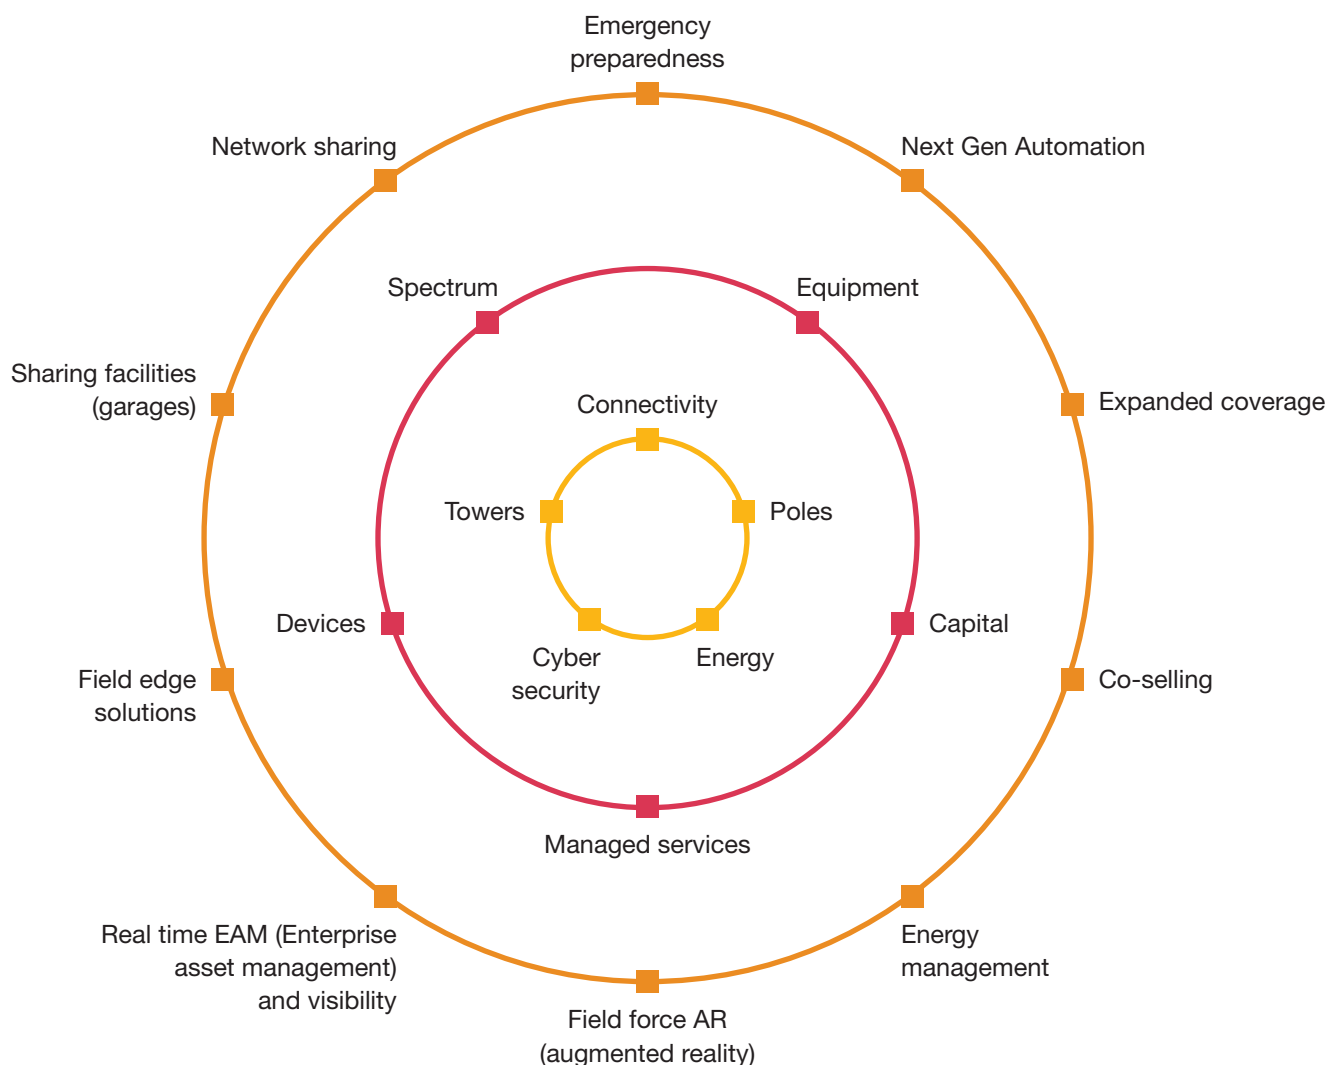 Emergency
preparedness
Network sharing
Next Gen Automation
Spectrum
Equipment
Sharing facilities
(garages)
Connectivity
Expanded coverage
Towers
Poles
Devices
Capital
Cyber
security
Energy
Field edge
solutions
Co-selling
Managed services
Real time EAM (Enterprise
asset management)
and visibility
Energy
management
Field force AR
(augmented reality)